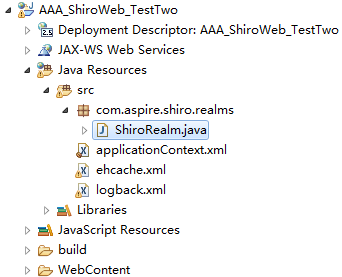 AAA_ShiroWeb_TestTwo
Deployment Descriptor: AAA_ShiroWeb_TestTwo
JAX-WS Web Services
Java Resources
src
com.aspire.shiro.realms
ShiroRealm.java
applicationContext.xml
ehcache.xml
logback.xml
Libraries
JavaScript Resources
build
WebContent